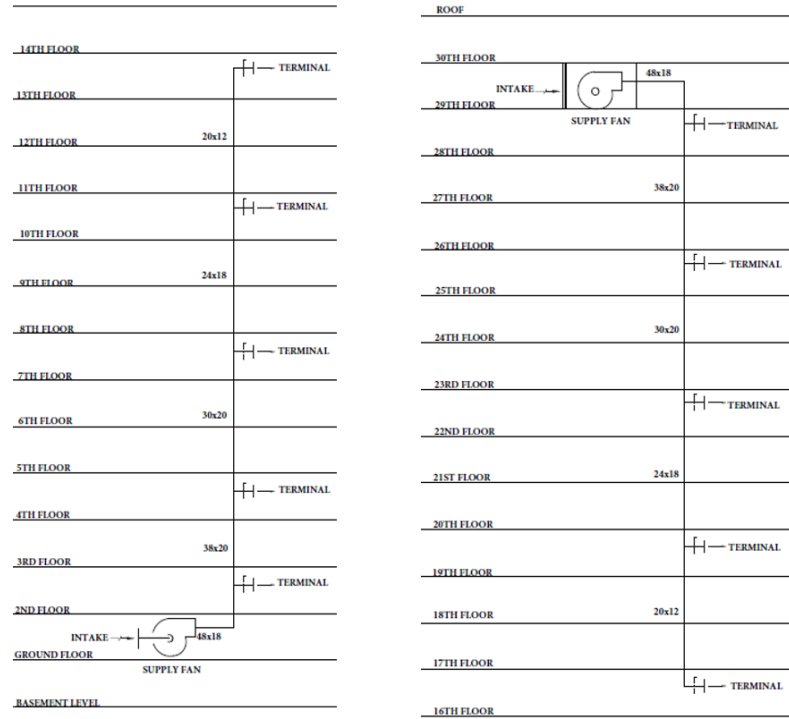 14TH FLOOR
TERMINAL
13TH FLOOR
20x12
12TH FLOOR
11TH FLOOR
TERMINAL
10TH FLOOR
24x18
9TH FLOOR
8TH FLOOR
TERMINAL
7TH FLOOR
30x20
6TH FLOOR
5TH FLOOR
TERMINAL
4TH FLOOR
38x20
3RD FLOOR
TERMINAL
2ND FLOOR
INTAKE
48x18
GROUND FLOOR
SUPPLY FAN
BASEMENT LEVEL
ROOF
30TH FLOOR
48x18
INTAKE
29TH FLOOR
SUPPLY FAN
TERMINAL
28TH FLOOR
38x20
27TH FLOOR
26TH FLOOR
TERMINAL
25TH FLOOR
30x20
24TH FLOOR
23RD FLOOR
TERMINAL
22ND FLOOR
21ST FLOOR
24x18
20TH FLOOR
TERMINAL
19TH FLOOR
20x12
18TH FLOOR
17TH FLOOR
TERMINAL
16TH FLOOR